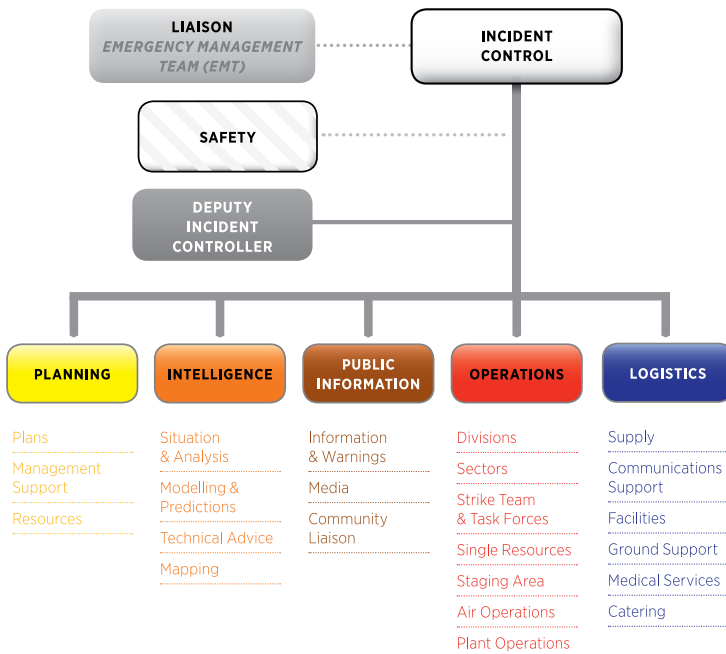 LIAISON
EMERGENCY MANAGEMENT
TEAM (EMT)
INCIDENT
CONTROL
SAFETY
DEPUTY
INCIDENT
CONTROLLER
PLANNING
INTELLIGENCE
PUBLIC
INFORMATION
OPERATIONS
LOGISTICS
Plans
Management
Support
Resources
Situation
& Analysis
Modelling &
Predictions
Technical Advice
Mapping
Information
& Warnings
Media
Community
Liaison
Divisions
Sectors
Strike Team
& Task Forces
Single Resources
Staging Area
Air Operations
Plant Operations
Supply
Communications
Support
Facilities
Ground Support
Medical Services
Catering